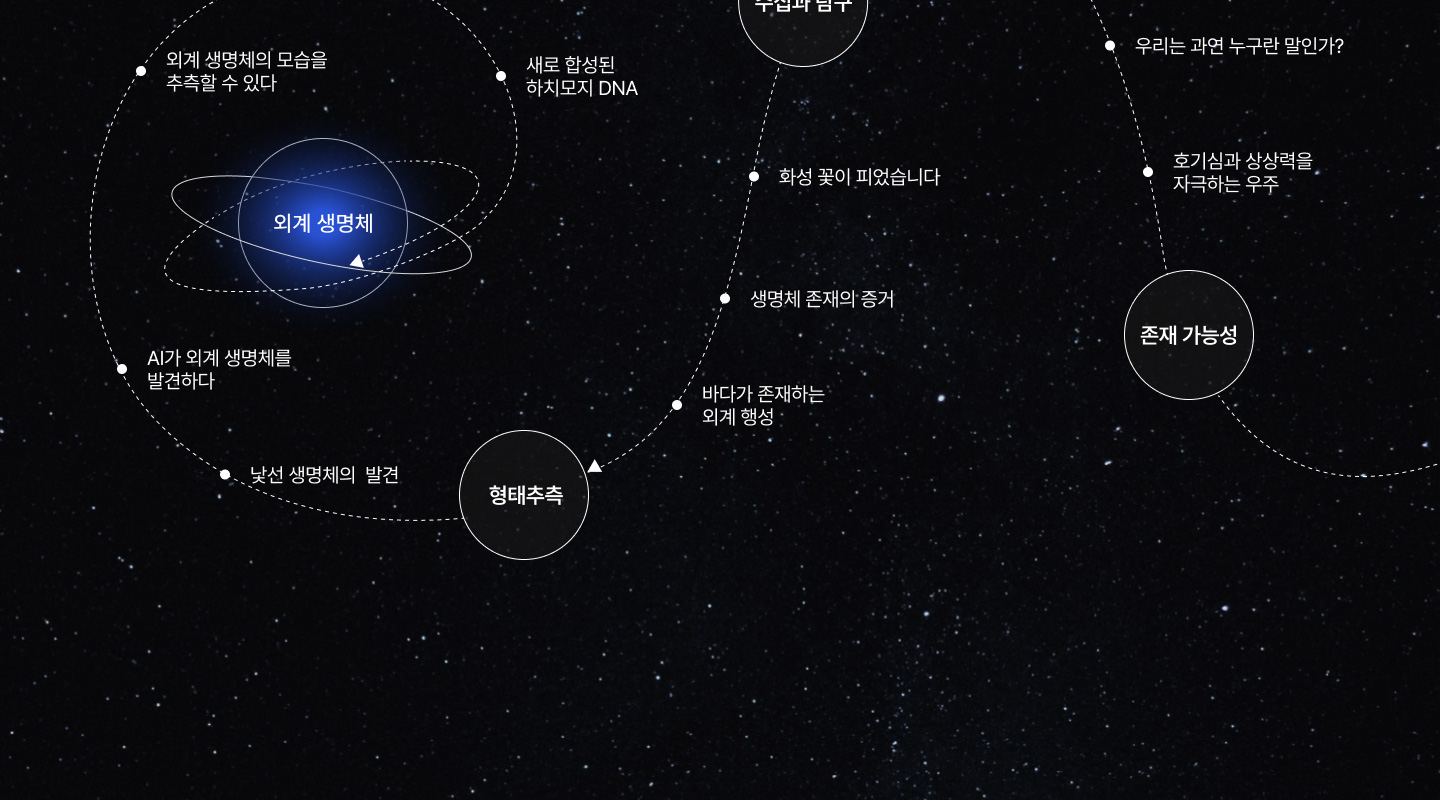 수집과 탐구
우리는 과연 누구란 말인가?
외계 생명체의 모습을
추측할 수 있다
새로 합성된
하치모지 DNA
화성 꽃이 피었습니다
호기심과 상상력을
자극하는 우주
외계 생명체
생명체 존재의 증거
존재 가능성
AI가 외계 생명체를
발견하다
바다가 존재하는
외계 행성
낯선 생명체의  발견
형태추측